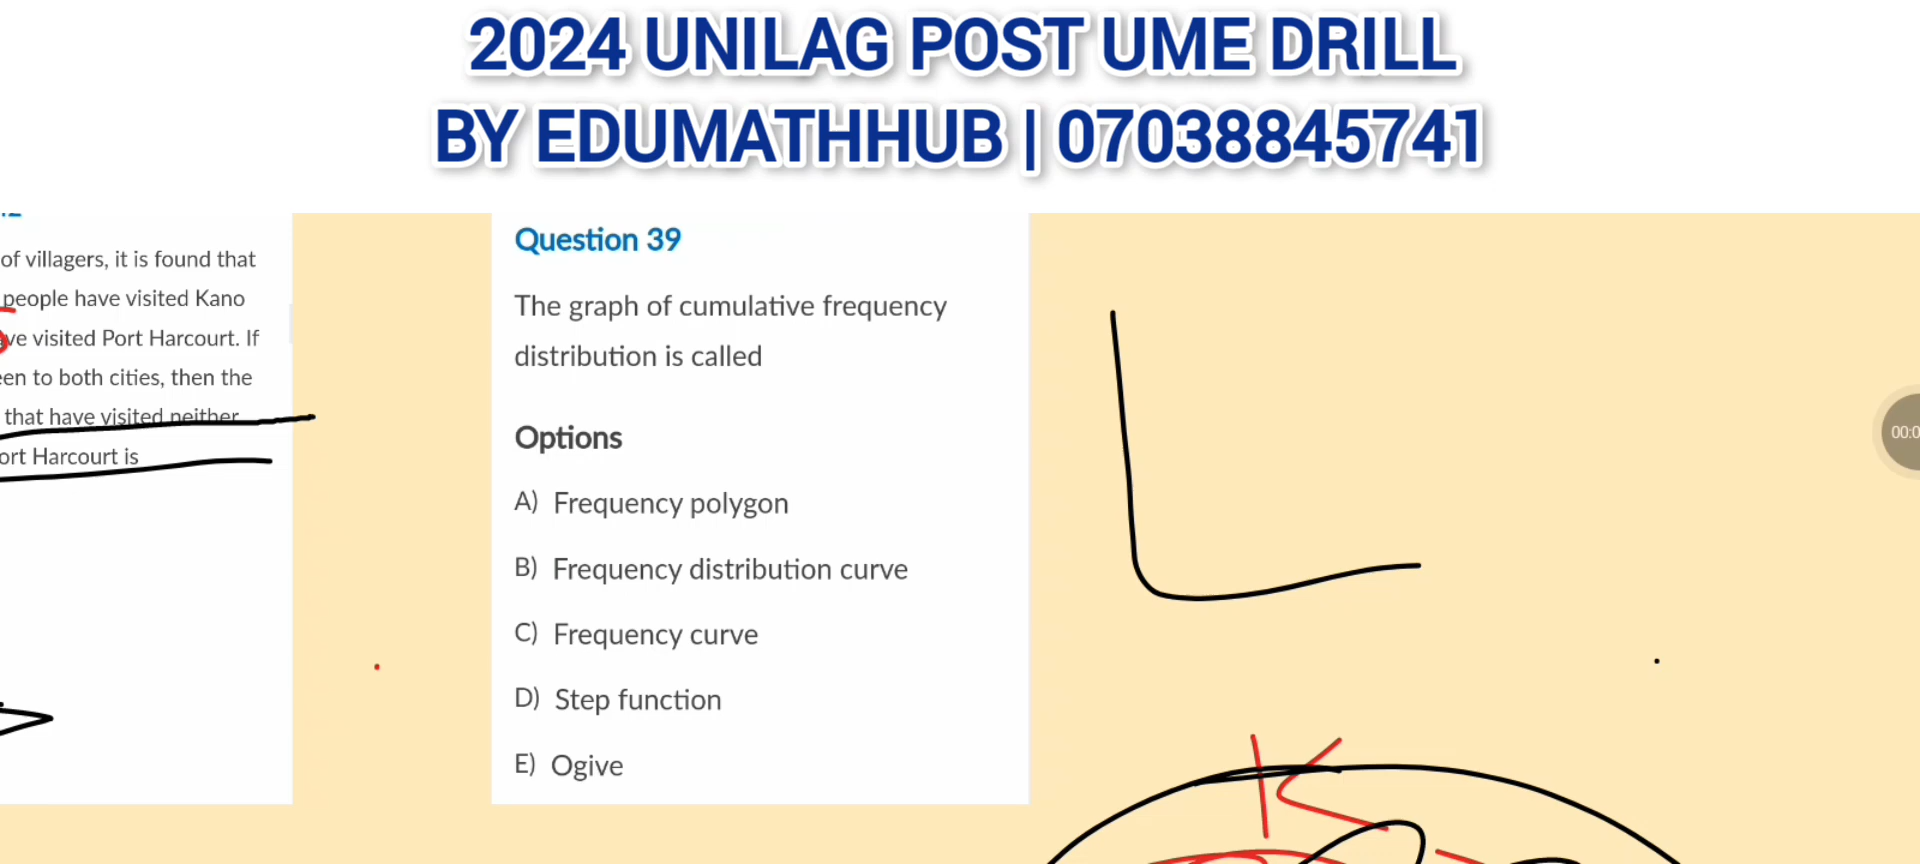 2024 UNILAG POST UME DRILL
BY EDUMATHHUB | 07038845741
of villagers, it is found that
people have visited Kano
ve visited Port Harcourt. If
en to both cities, then the
that have visited neither
ort Harcourt is
Question 39
The graph of cumulative frequency
distribution is called
Options
A) Frequency polygon
B) Frequency distribution curve
C) Frequency curve
D) Step function
E) Ogive
K
00:0